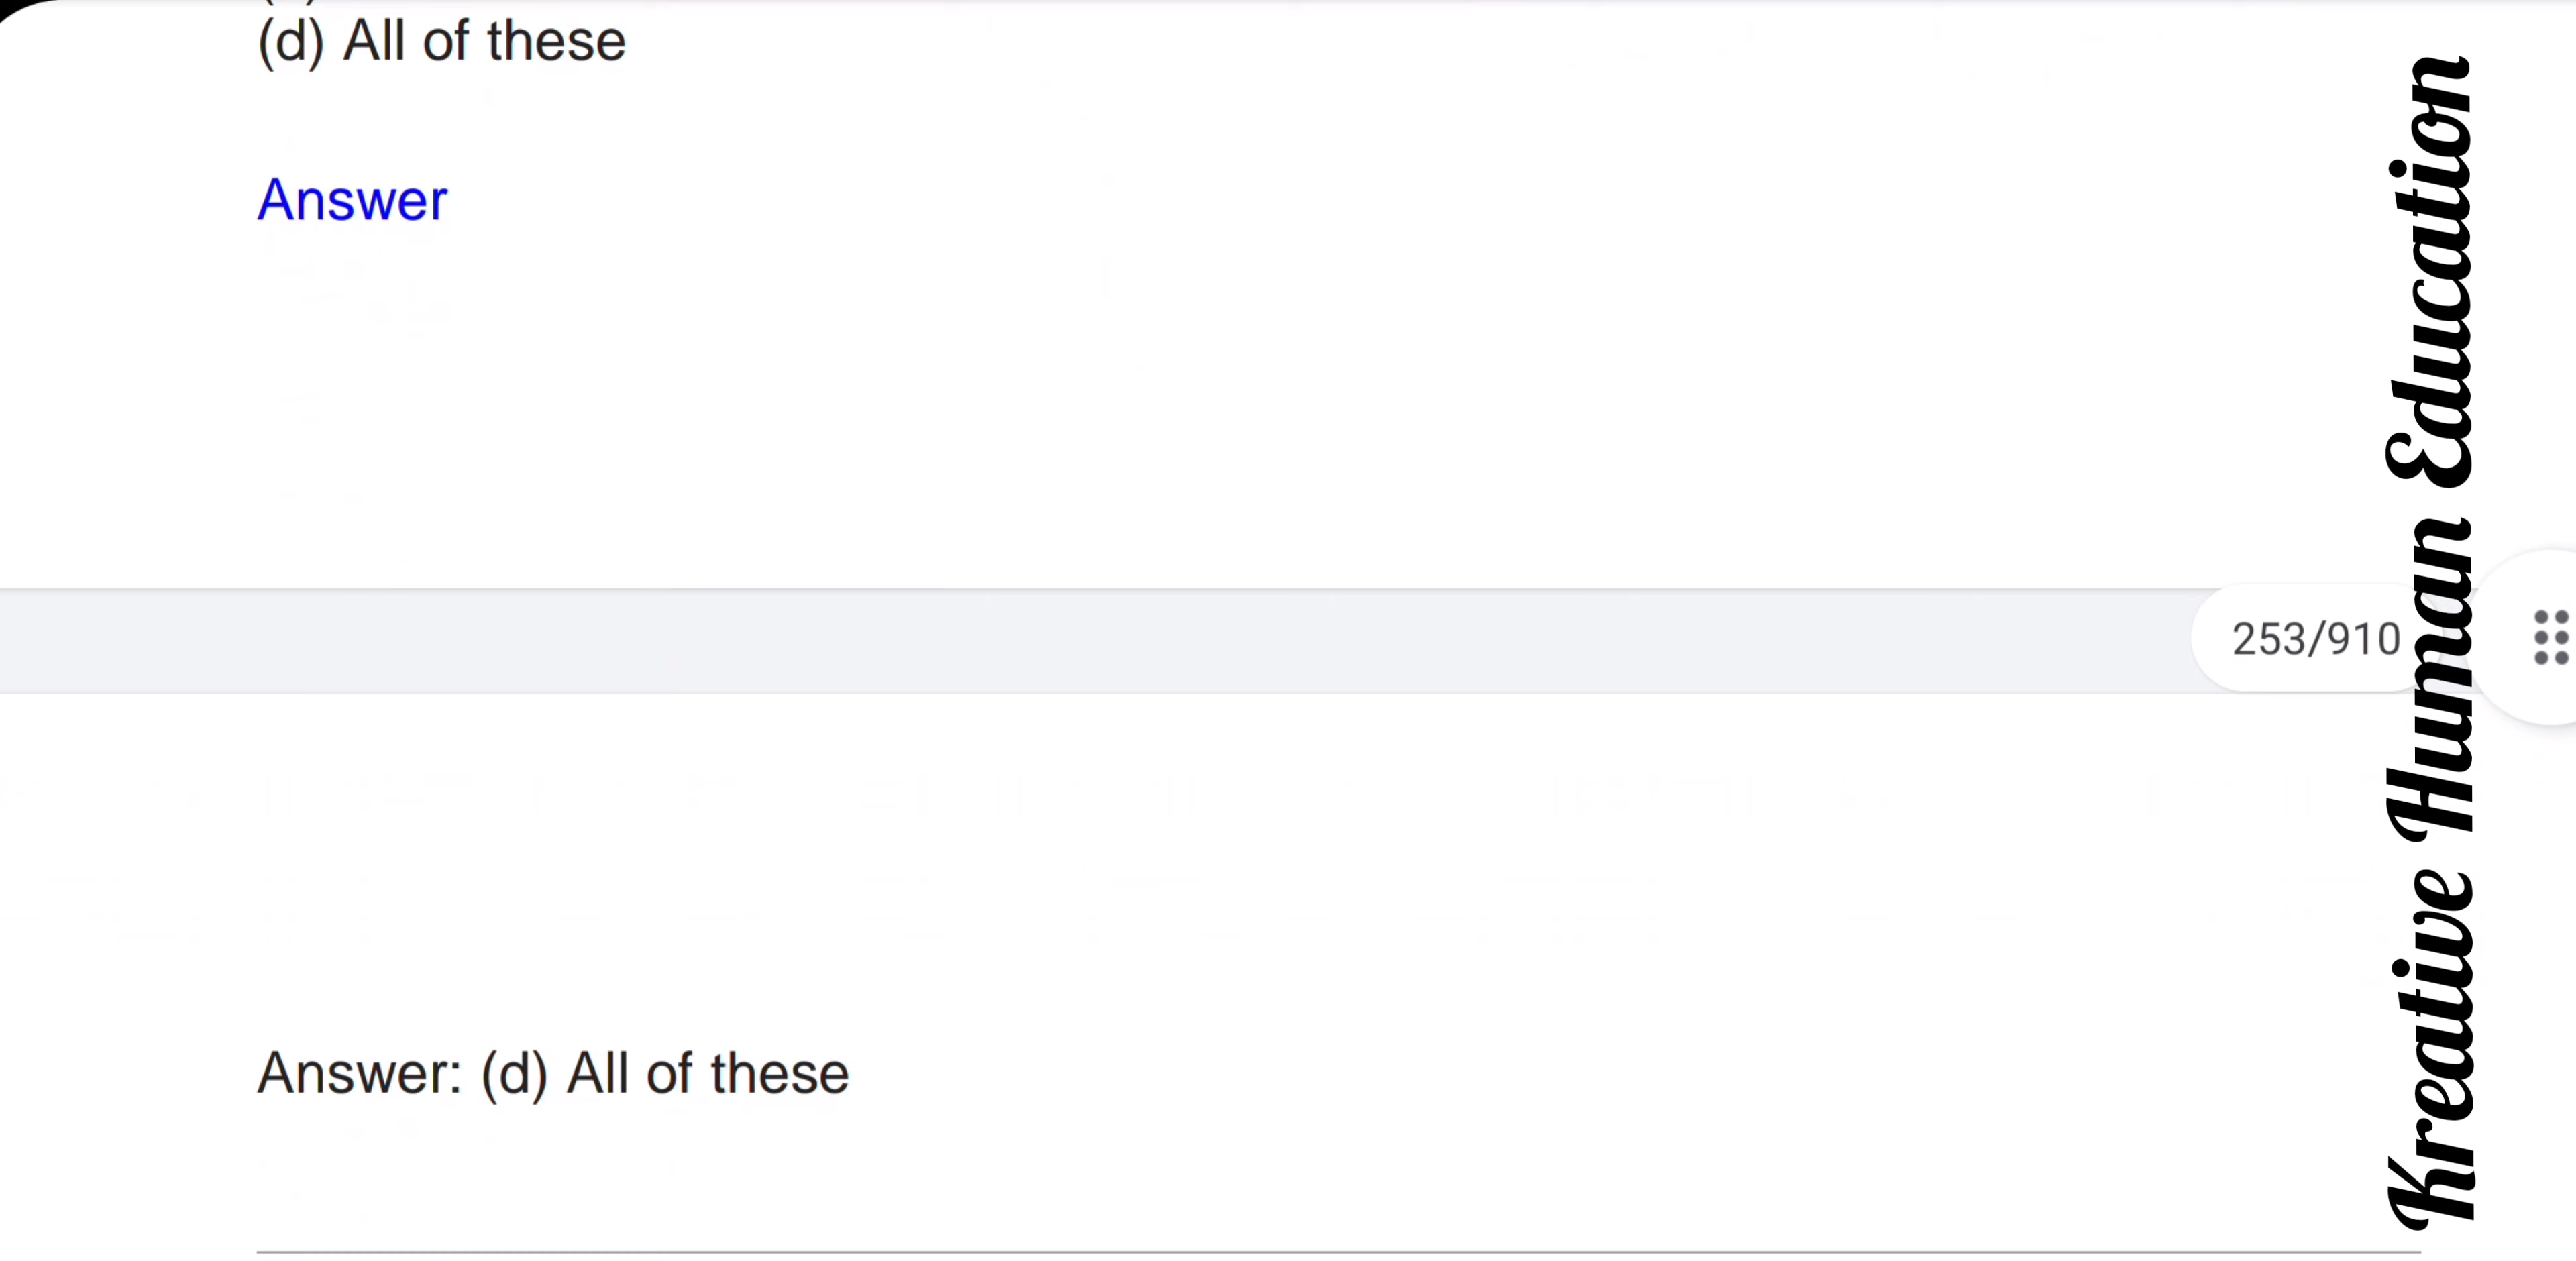 (d) All of these
Answer
253/910
Answer: (d) All of these
Kreative Human Education